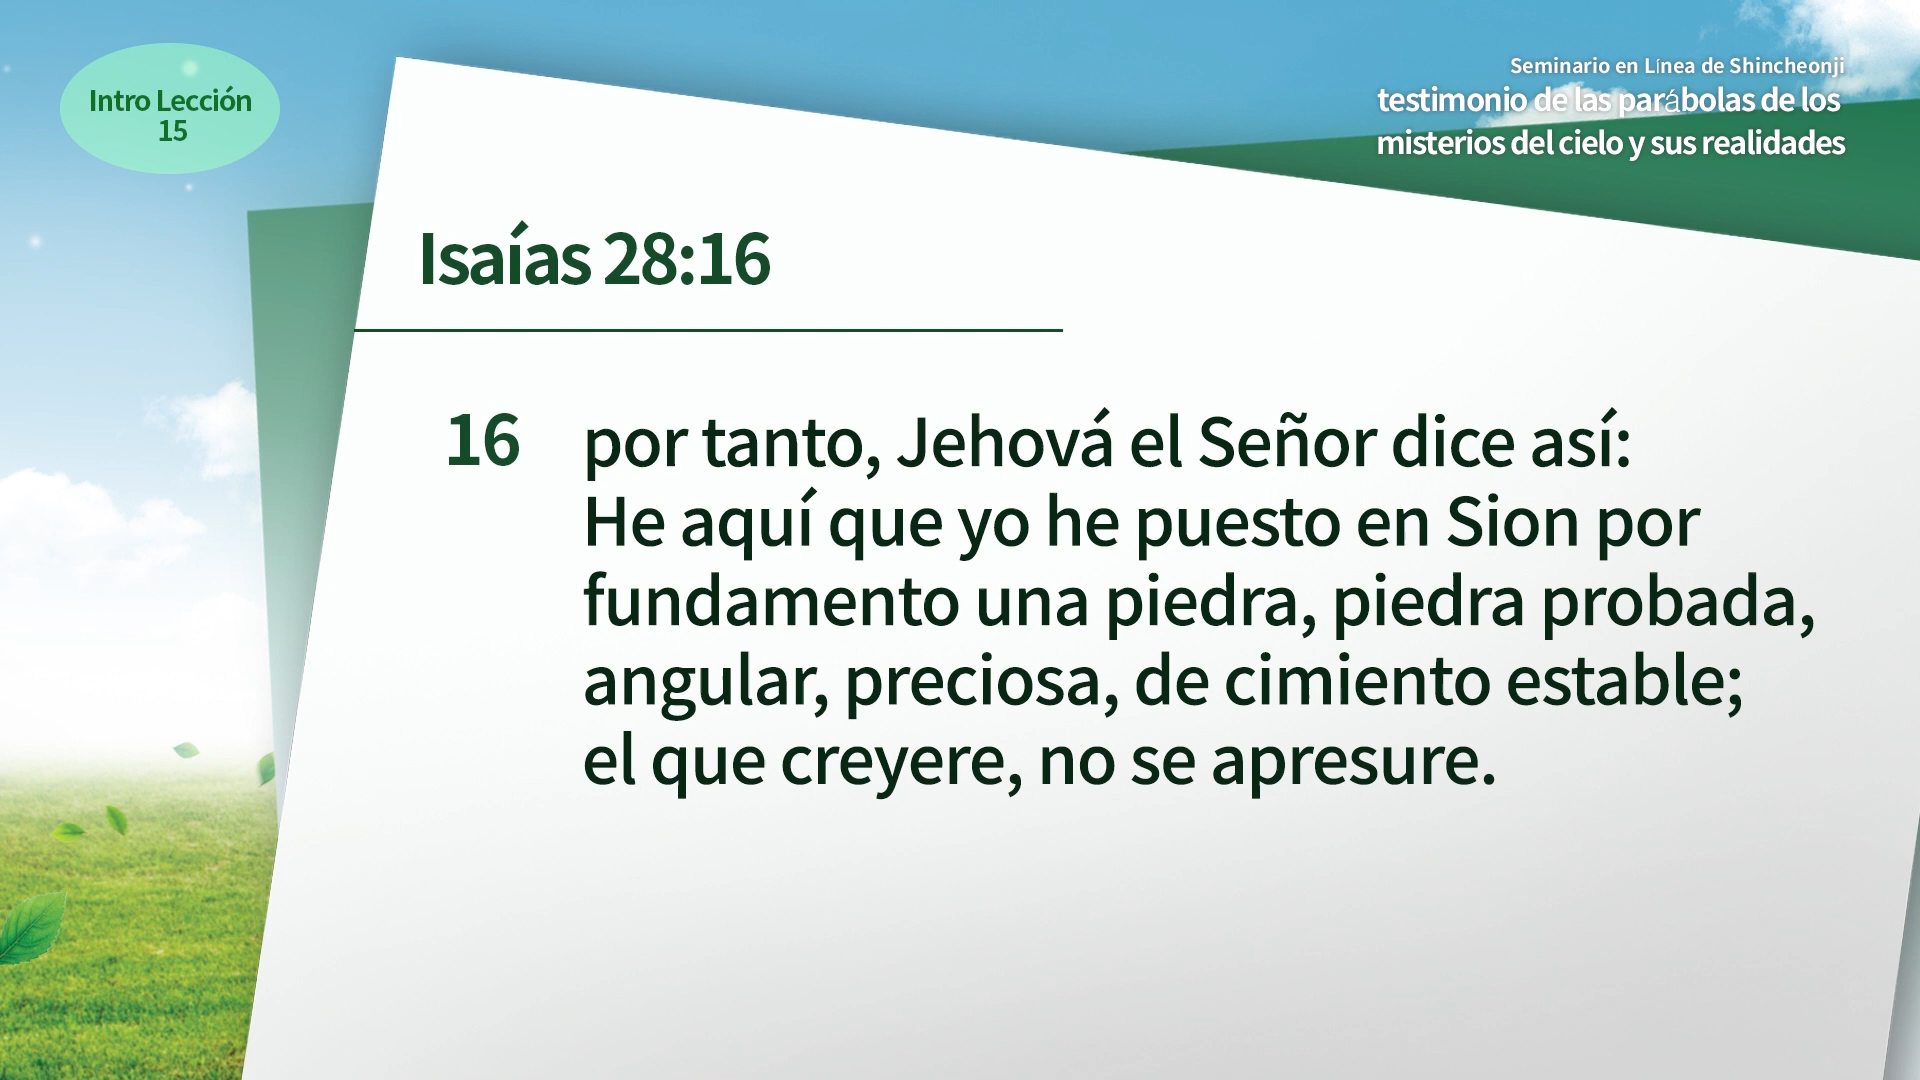 Intro Lección
15
Seminario en Línea de Shincheonji
testimonio de las parábolas de los
misterios del cielo y sus realidades
Isaías 28:16
16 por tanto, Jehová el Señor dice así:
He aquí que yo he puesto en Sion por
fundamento una piedra, piedra probada,
angular, preciosa, de cimiento estable;
el que creyere, no se apresure.